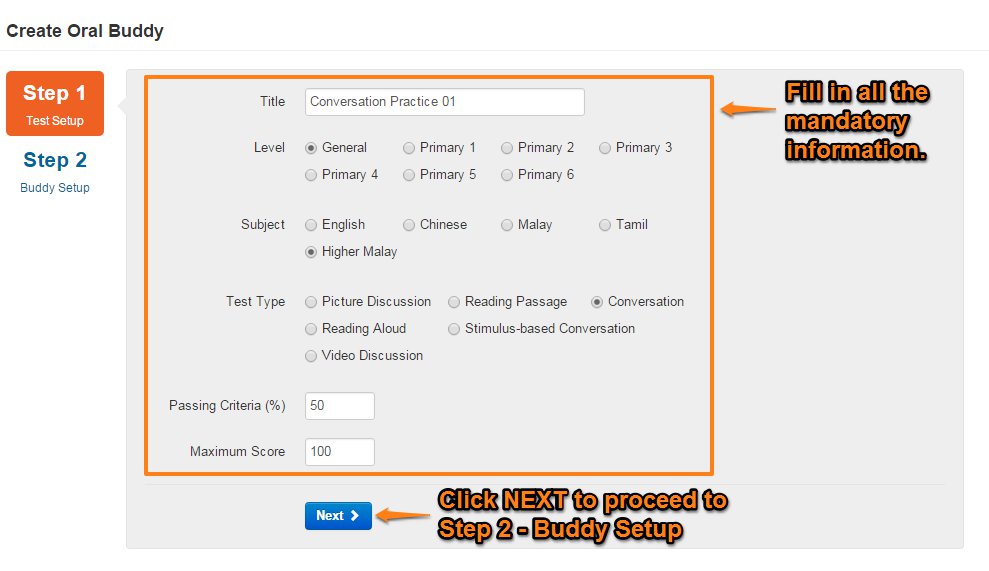 Create Oral Buddy
Step 1
Test Setup
Step 2
Buddy Setup
Title Conversation Practice 01
Level General Primary 1 Primary 2 Primary 3
Primary 4 Primary 5 Primary 6
Subject English Chinese Malay Tamil
Higher Malay
Test Type Picture Discussion Reading Passage Conversation
Reading Aloud Stimulus-based Conversation
Video Discussion
Passing Criteria (%) 50
Maximum Score 100
Fill in all the
mandatory
information.
Next
Click NEXT to proceed to
Step 2 - Buddy Setup